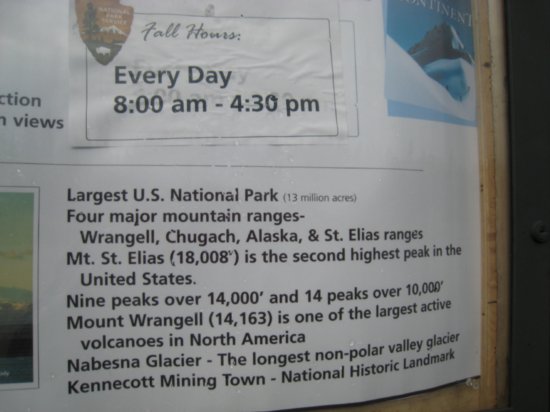 NATIONAL
PARK
SERVICE
CONTINENT
Fall Hours:
Every Day
8:00 am - 4:30 pm
ction
n views
Largest U.S. National Park (13 million acres)
Four major mountain ranges-
Wrangell, Chugach, Alaska, & St. Elias ranges
Mt. St. Elias (18,008') is the second highest peak in the
United States.
Nine peaks over 14,000' and 14 peaks over 10,000'
Mount Wrangell (14,163) is one of the largest active
volcanoes in North America
Nabesna Glacier - The longest non-polar valley glacier
Kennecott Mining Town - National Historic Landmark